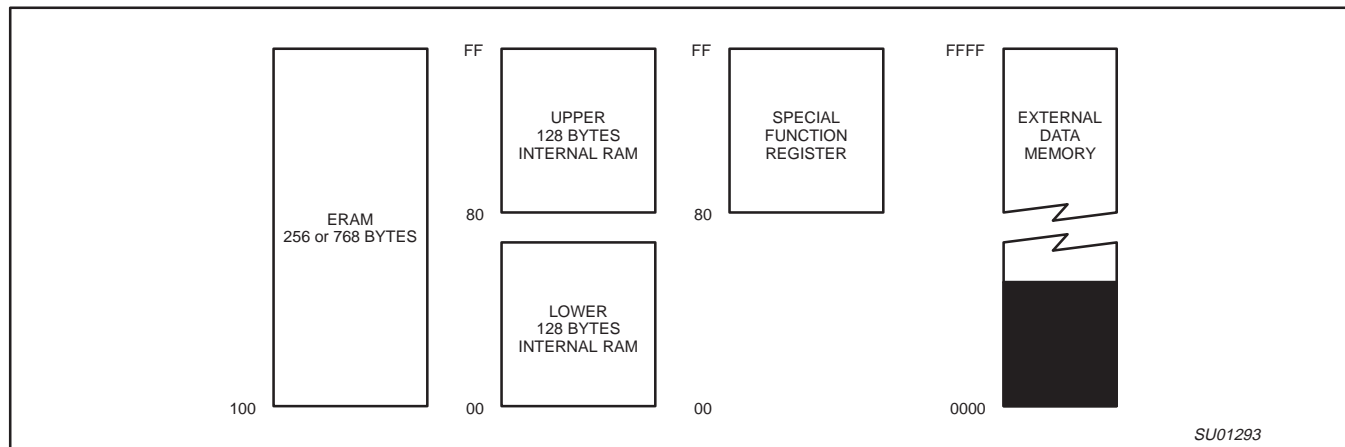 FF
FF
FFFF
UPPER
128 BYTES
INTERNAL RAM
SPECIAL
FUNCTION
REGISTER
EXTERNAL
DATA
MEMORY
ERAM
256 or 768 BYTES
80
80
LOWER
128 BYTES
INTERNAL RAM
100
00
00
0000
SU01293